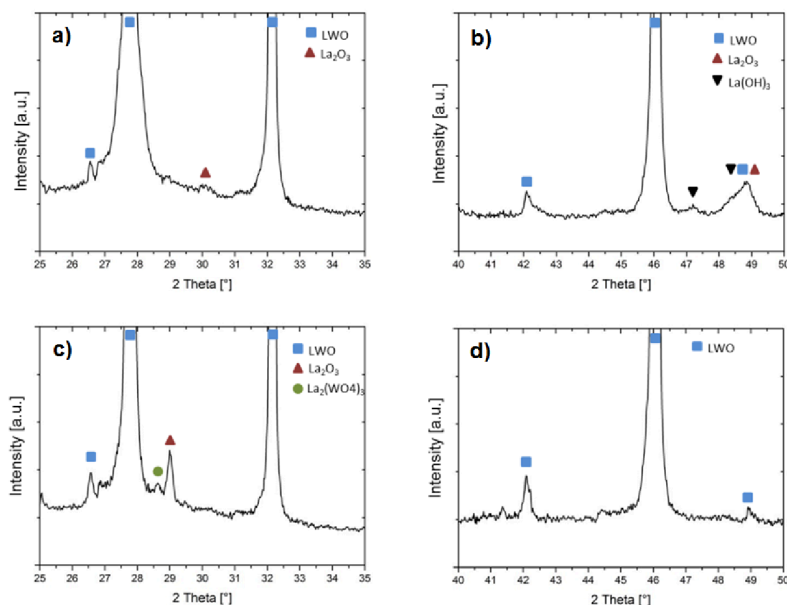 a)
LWO
La₂O₃
Intensity [a.u.]
25 26 27 28 29 30 31 32 33 34 35
2 Theta [°]
b)
LWO
La₂O₃
La(OH)₃
Intensity [a.u.]
40 41 42 43 44 45 46 47 48 49 50
2 Theta [°]
c)
LWO
La₂O₃
La₂(WO4)₃
Intensity [a.u.]
25 26 27 28 29 30 31 32 33 34 35
2 Theta [°]
d)
LWO
Intensity [a.u.]
40 41 42 43 44 45 46 47 48 49 50
2 Theta [°]